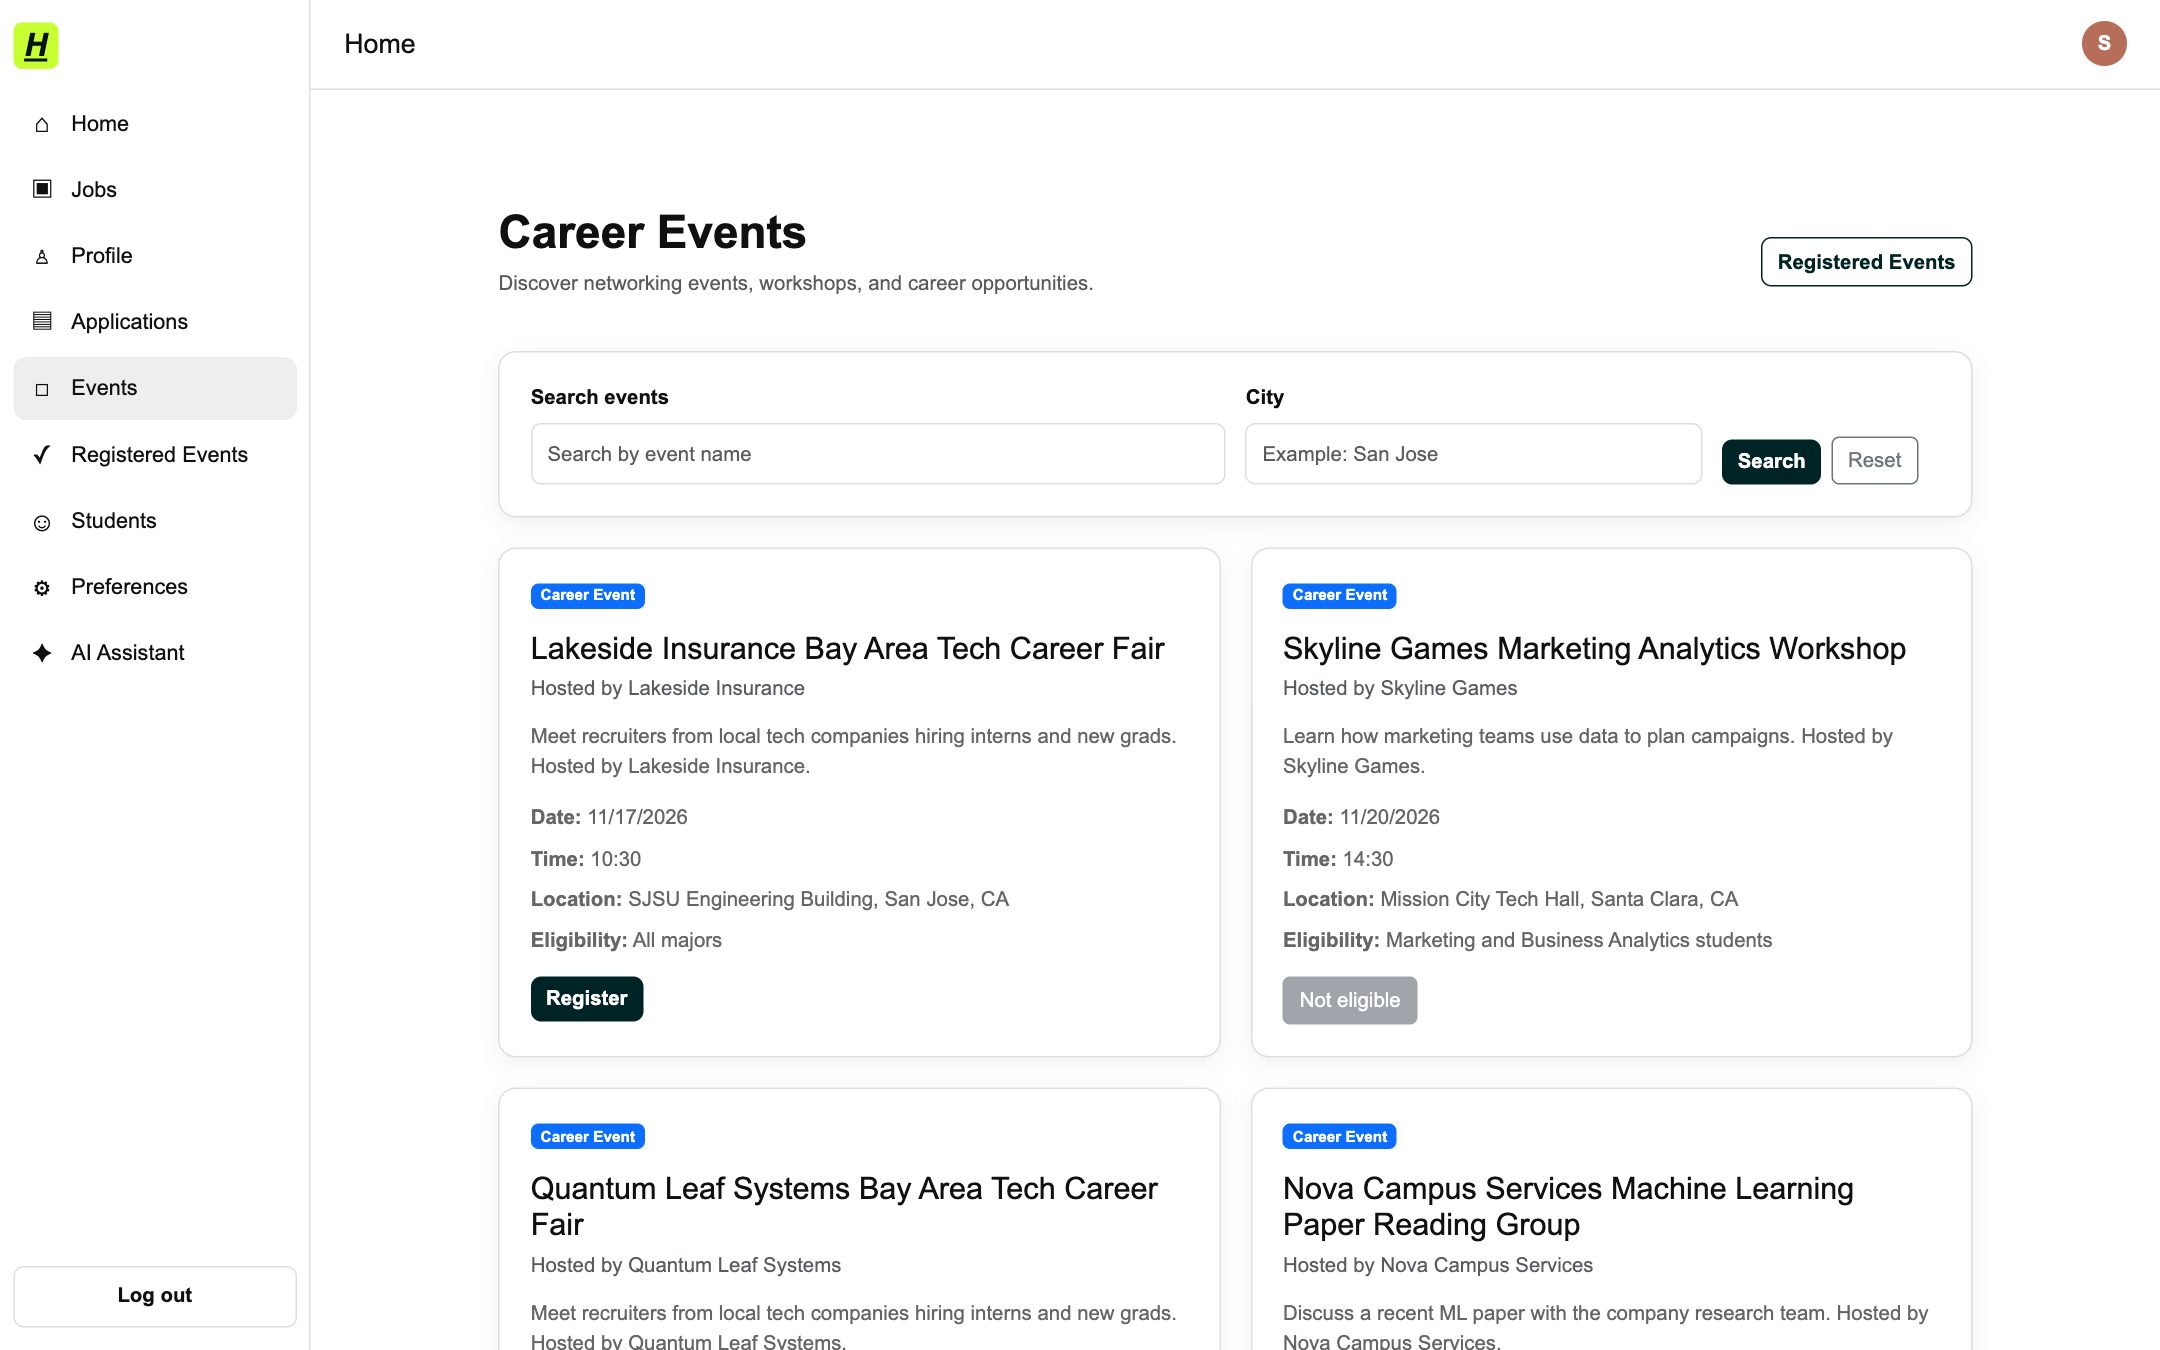 H
Home
Jobs
Profile
Applications
Events
Registered Events
Students
Preferences
AI Assistant
Log out
Home
S
Career Events
Discover networking events, workshops, and career opportunities.
Registered Events
Search events
City
Search by event name
Example: San Jose
Search
Reset
Career Event
Lakeside Insurance Bay Area Tech Career Fair
Hosted by Lakeside Insurance
Meet recruiters from local tech companies hiring interns and new grads.
Hosted by Lakeside Insurance.
Date: 11/17/2026
Time: 10:30
Location: SJSU Engineering Building, San Jose, CA
Eligibility: All majors
Register
Career Event
Skyline Games Marketing Analytics Workshop
Hosted by Skyline Games
Learn how marketing teams use data to plan campaigns. Hosted by
Skyline Games.
Date: 11/20/2026
Time: 14:30
Location: Mission City Tech Hall, Santa Clara, CA
Eligibility: Marketing and Business Analytics students
Not eligible
Career Event
Quantum Leaf Systems Bay Area Tech Career
Fair
Hosted by Quantum Leaf Systems
Meet recruiters from local tech companies hiring interns and new grads.
Hosted by Quantum Leaf Systems.
Career Event
Nova Campus Services Machine Learning
Paper Reading Group
Hosted by Nova Campus Services
Discuss a recent ML paper with the company research team. Hosted by
Nova Campus Services.